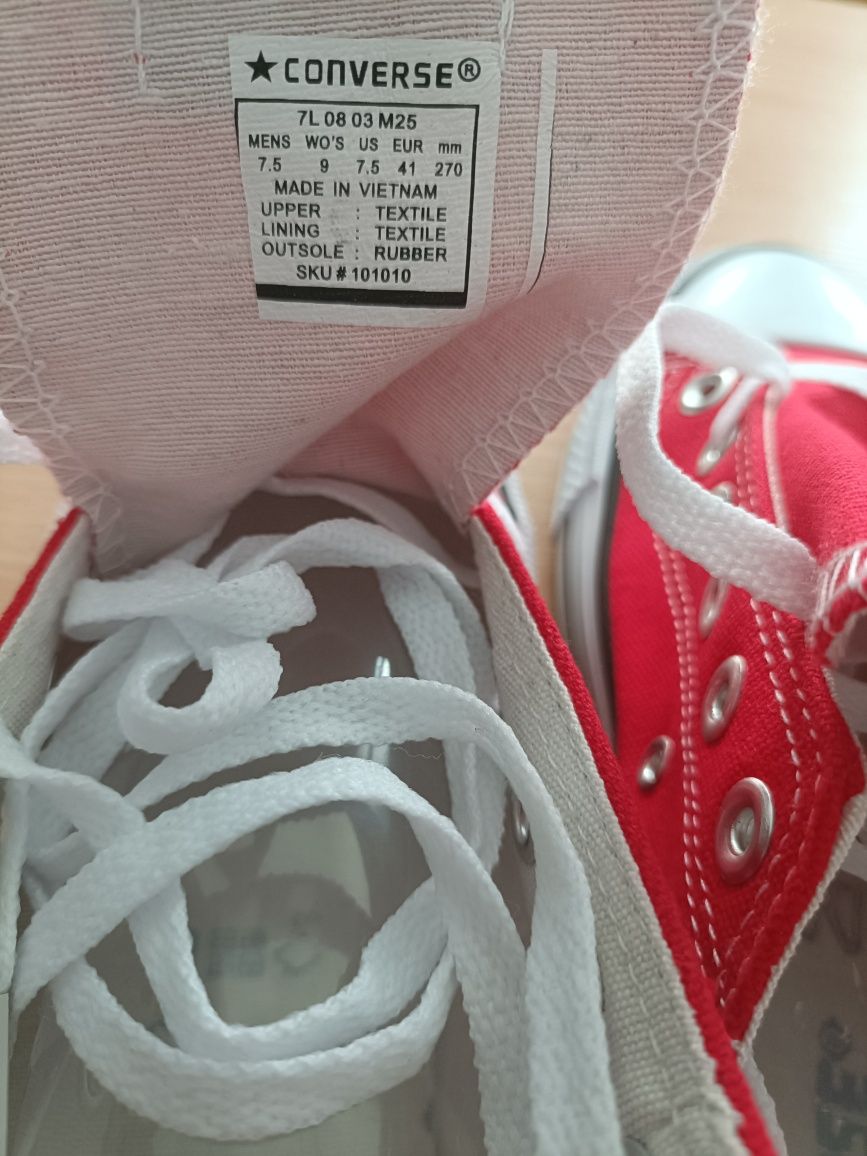 ★CONVERSE®
7L 08 03 M25
MENS WO'S US EUR mm
7.5 9 7.5 41 270
MADE IN VIETNAM
UPPER : TEXTILE
LINING : TEXTILE
OUTSOLE : RUBBER
SKU # 101010